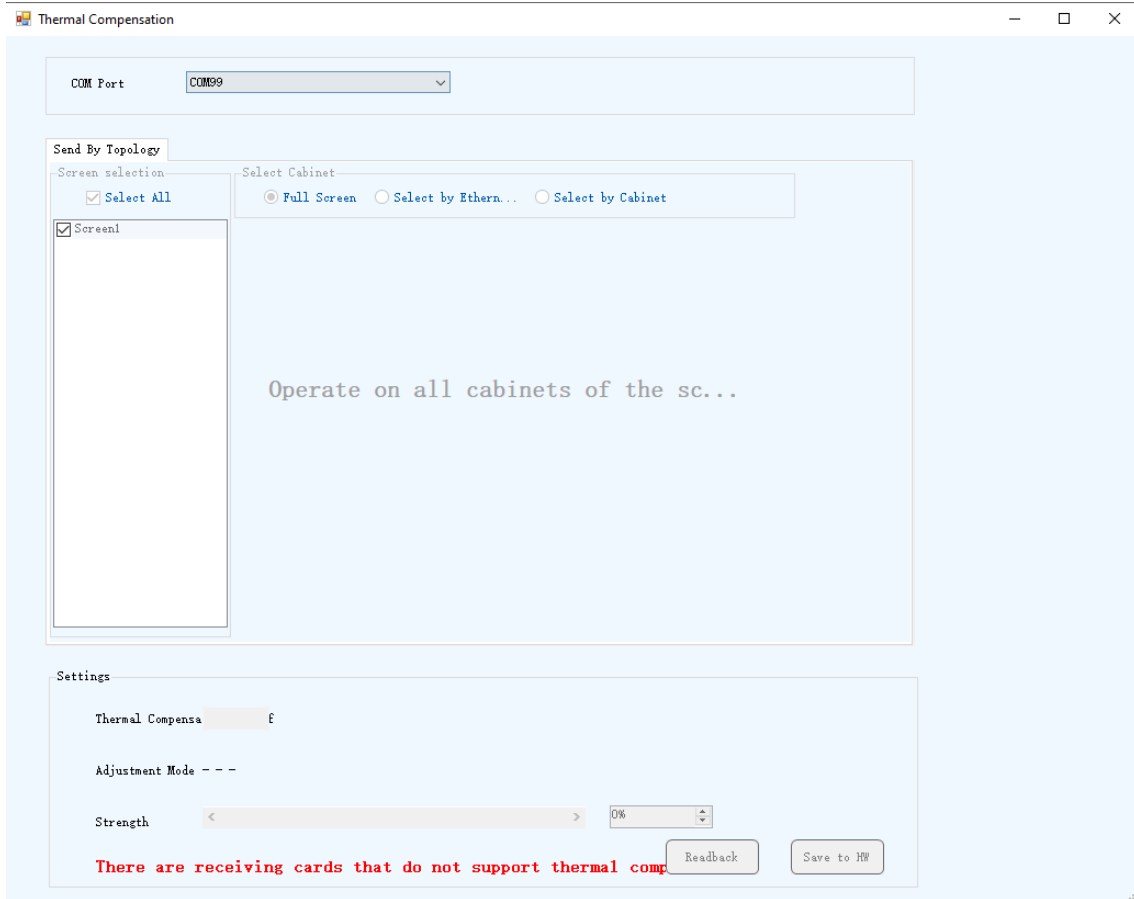 Thermal Compensation
COM Port
COM99
Send By Topology
Screen selection
Select All
Select Cabinet
Full Screen
Select by Ethern...
Select by Cabinet
Screen1
Operate on all cabinets of the sc...
Settings
Thermal Compensa
f
Adjustment Mode
- - -
Strength
0%
There are receiving cards that do not support thermal comp
Readback
Save to HW